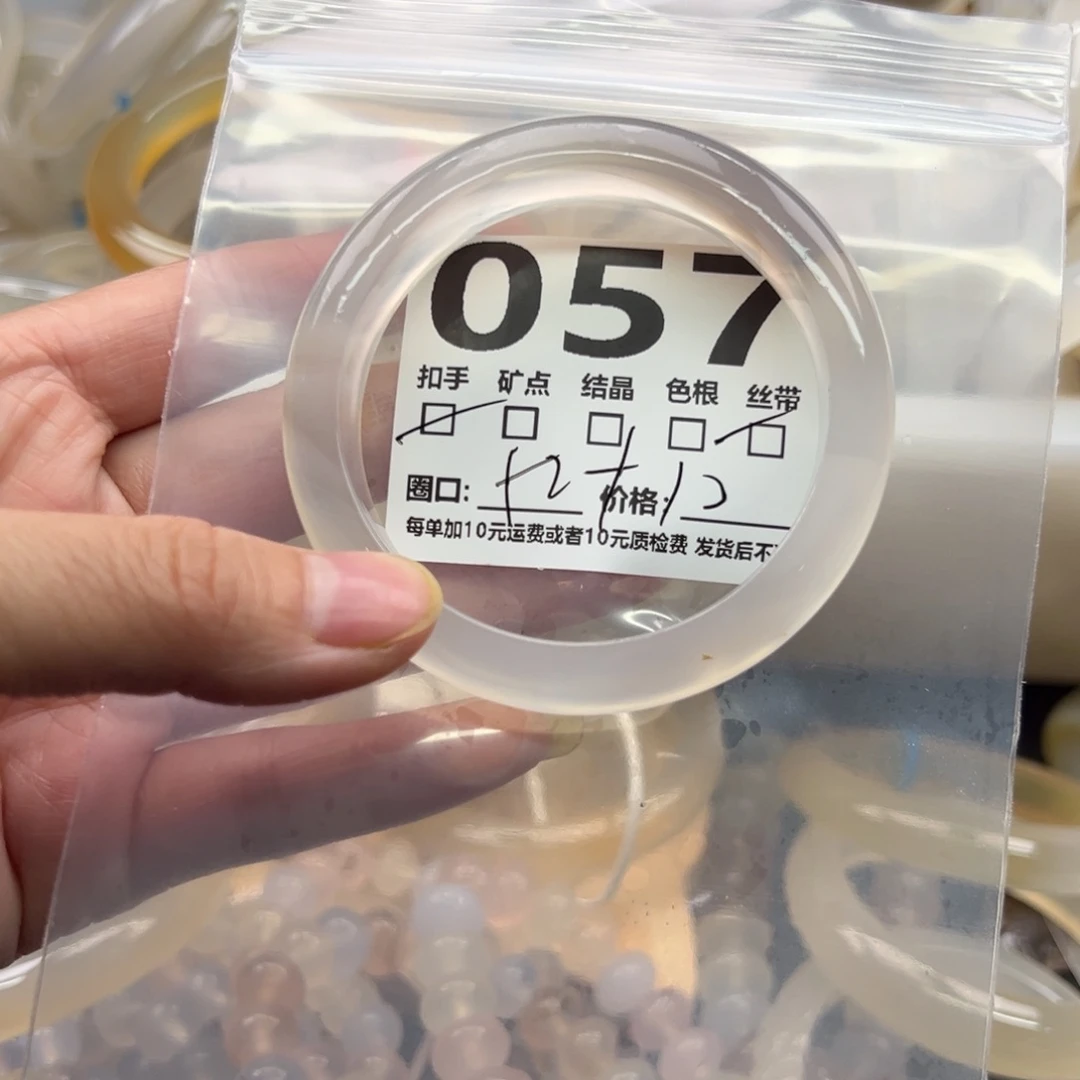 057
扣手 矿点 结晶 色根 丝带
圈口: 价格:
每单加10元运费或者10元质检费 发货后不